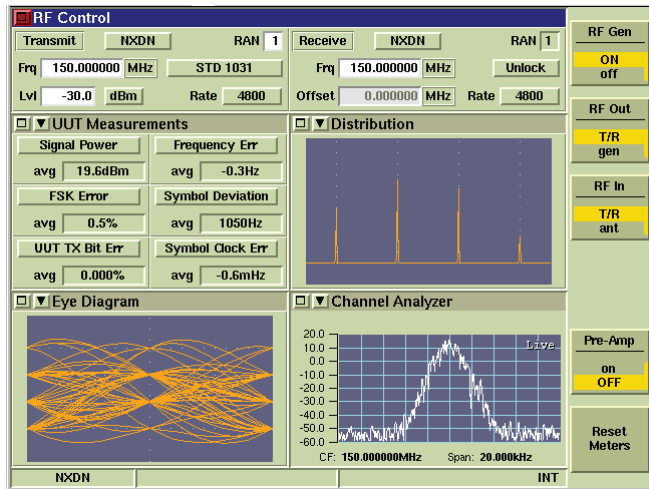 RF Control
Transmit NXDN RAN 1
Frq 150.000000 MHz STD 1031
Lvl -30.0 dBm Rate 4800
Receive NXDN RAN 1
Frq 150.000000 MHz Unlock
Offset 0.000000 MHz Rate 4800
UUT Measurements
Signal Power Frequency Err
avg 19.6dBm avg -0.3Hz
FSK Error Symbol Deviation
avg 0.5% avg 1050Hz
UUT TX Bit Err Symbol Clock Err
avg 0.000% avg -0.6mHz
Distribution
Eye Diagram
Channel Analyzer
Live
20.0
10.0
0.0
-10.0
-20.0
-30.0
-40.0
-50.0
-60.0
CF: 150.000000MHz Span: 20.000kHz
NXDN INT
RF Gen
ON
off
RF Out
T/R
gen
RF In
T/R
ant
Pre-Amp
on
OFF
Reset
Meters